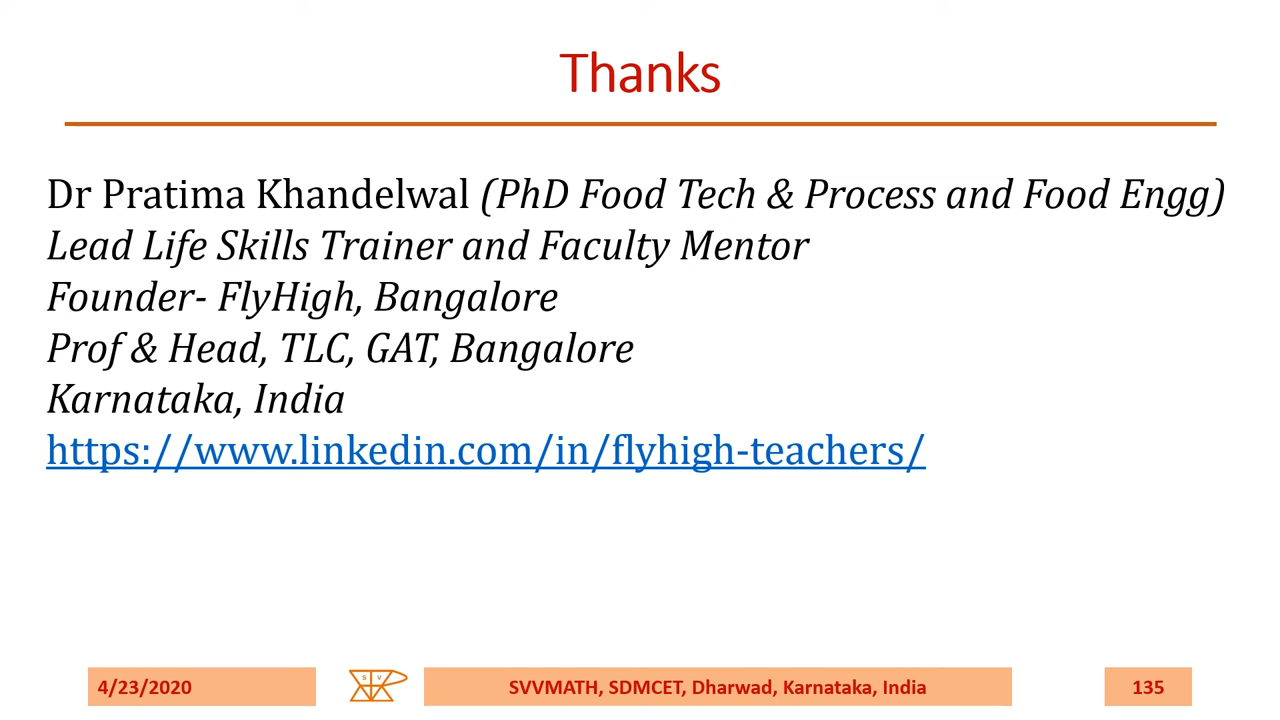 Thanks
Dr Pratima Khandelwal (PhD Food Tech & Process and Food Engg)
Lead Life Skills Trainer and Faculty Mentor
Founder- FlyHigh, Bangalore
Prof & Head, TLC, GAT, Bangalore
Karnataka, India
https://www.linkedin.com/in/flyhigh-teachers/
4/23/2020
S V
SVVMATH, SDMCET, Dharwad, Karnataka, India
135